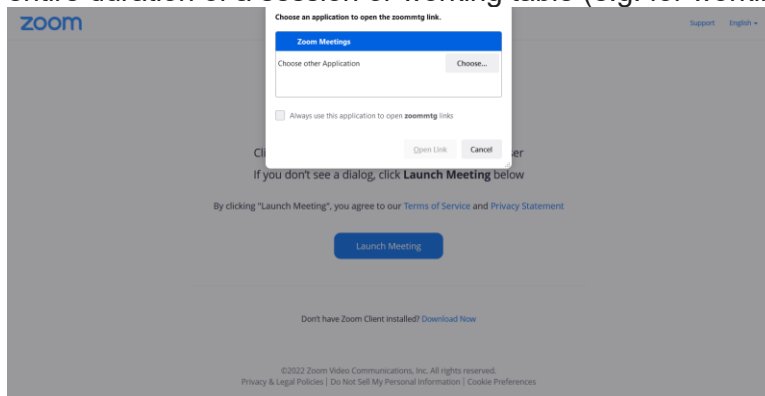 entire duration of a session or working table (e.g. for workin
zoom
Support English
Choose an application to open the zoommtg link.
Zoom Meetings
Choose other Application Choose...
Always use this application to open zoommtg links
Open Link Cancel
If you don't see a dialog, click Launch Meeting below
By clicking "Launch Meeting", you agree to our Terms of Service and Privacy Statement
Launch Meeting
Don't have Zoom Client installed? Download Now
©2022 Zoom Video Communications, Inc. All rights reserved.
Privacy & Legal Policies | Do Not Sell My Personal Information | Cookie Preferences